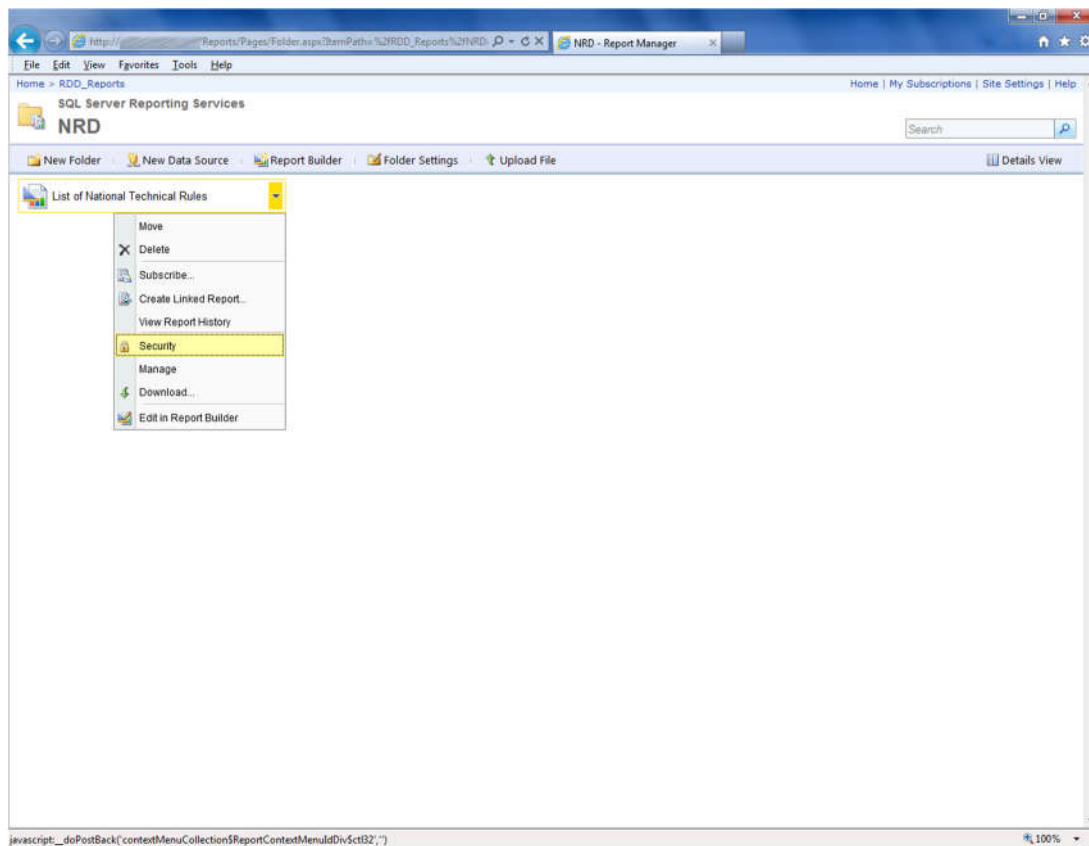 http:// Reports/Pages/Folder.aspx?ItemPath=%2fRDD_Reports%2fNRD
NRD - Report Manager
File Edit View Favorites Tools Help
Home > RDD_Reports
Home | My Subscriptions | Site Settings | Help
SQL Server Reporting Services
NRD
Search
New Folder New Data Source Report Builder Folder Settings Upload File Details View
List of National Technical Rules
Move
Delete
Subscribe...
Create Linked Report...
View Report History
Security
Manage
Download...
Edit in Report Builder
javascript:__doPostBack('contextMenuCollection$ReportContextMenuIdDiv$ctl32','')
100%